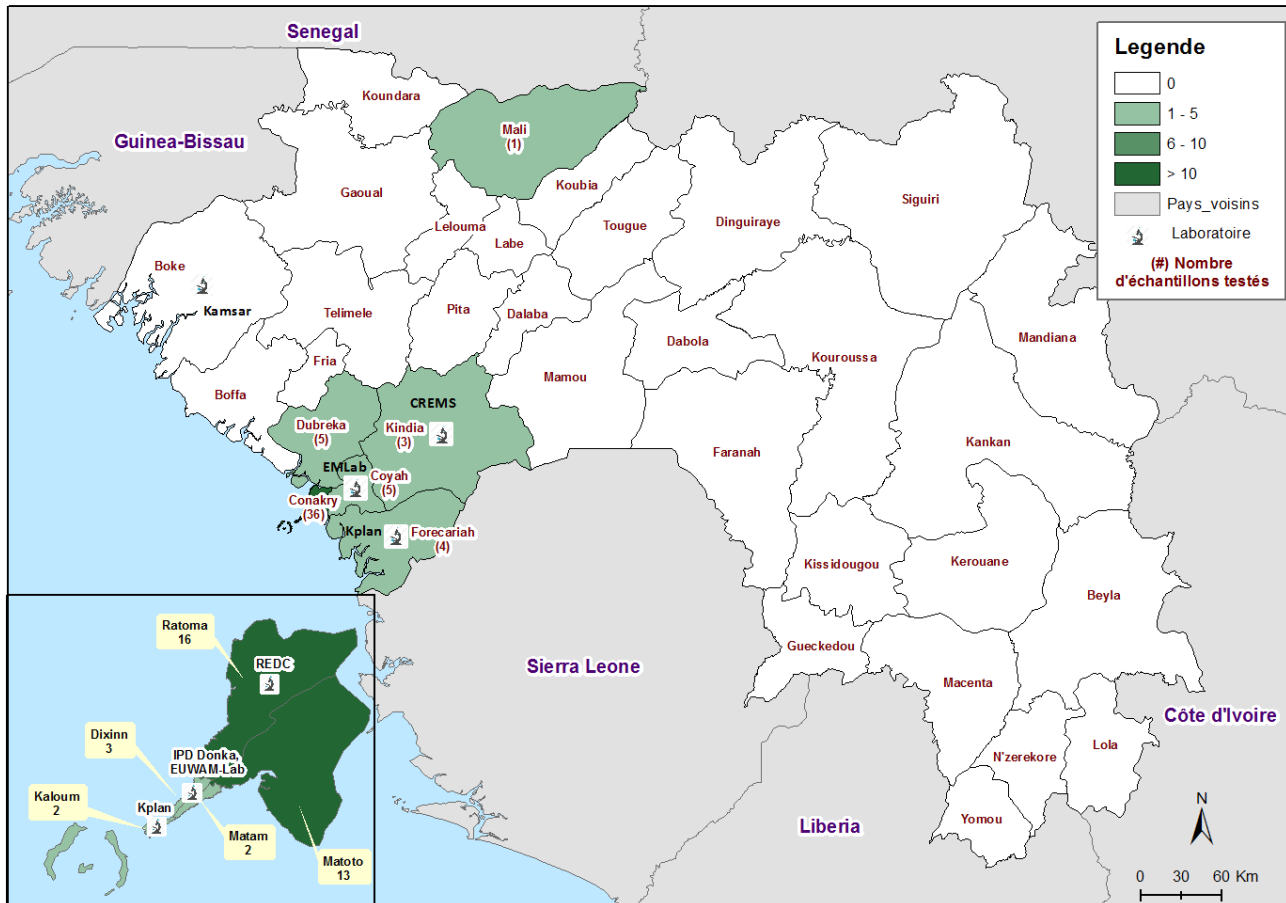 Senegal
Guinea-Bissau
Koundara
Mali
(1)
Gaoual
Koubia
Lelouma
Labe
Tougue
Dinguiraye
Siguiri
Boke
Kamsar
Telimele
Pita
Dalaba
Fria
Boffa
Mamou
Dabola
Kouroussa
Mandiana
CREMS
Dubreka
(5)
Kindia
(3)
EMLab
Coyah
(5)
Conakry
(36)
Kplan
Forecariah
(4)
Faranah
Kankan
Kissidougou
Kerouane
Beyla
Gueckedou
Macenta
N'zerekore
Lola
Yomou
Sierra Leone
Liberia
Côte d'Ivoire
Legende
0
1 - 5
6 - 10
> 10
Pays_voisins
Laboratoire
(#) Nombre
d'échantillons testés
Ratoma
16
REDC
Dixinn
3
IPD Donka,
EUWAM-Lab
Kaloum
2
Kplan
Matam
2
Matoto
13
N
0 30 60 Km